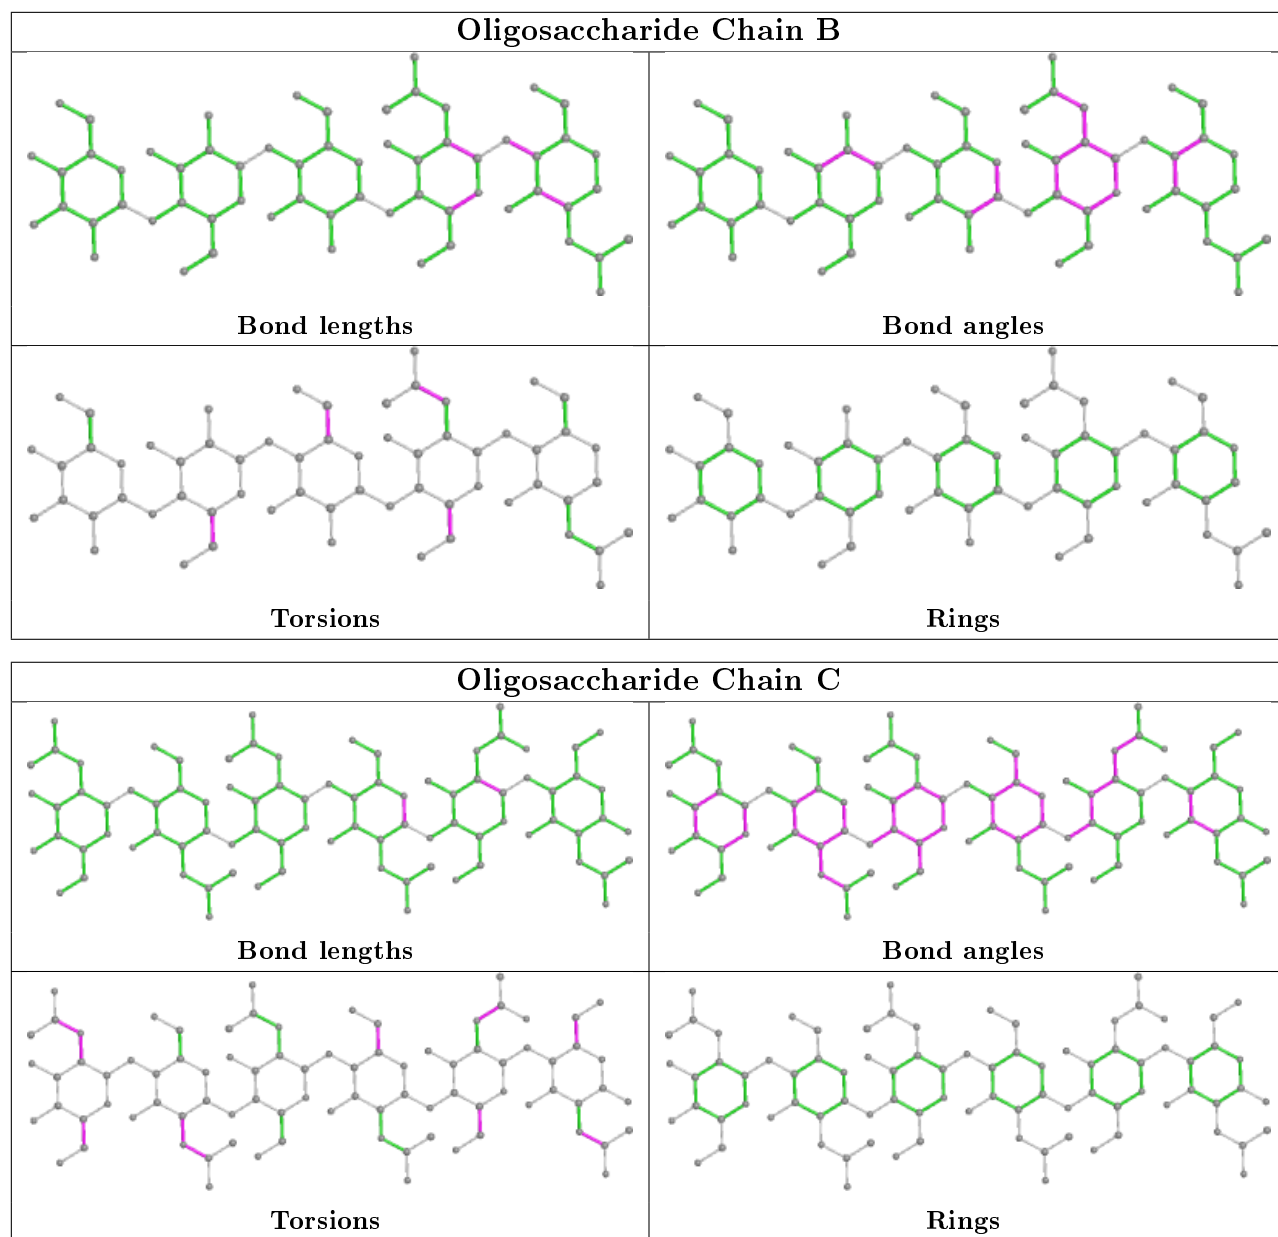 Oligosaccharide Chain B
Bond lengths
Bond angles
Torsions
Rings
Oligosaccharide Chain C
Bond lengths
Bond angles
Torsions
Rings